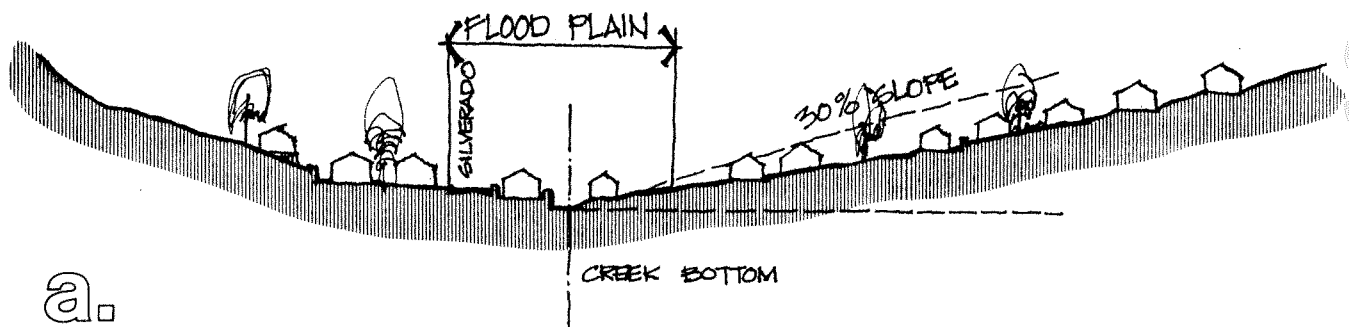 FLOOD PLAIN
SILVERADO
30% SLOPE
CREEK BOTTOM
a.